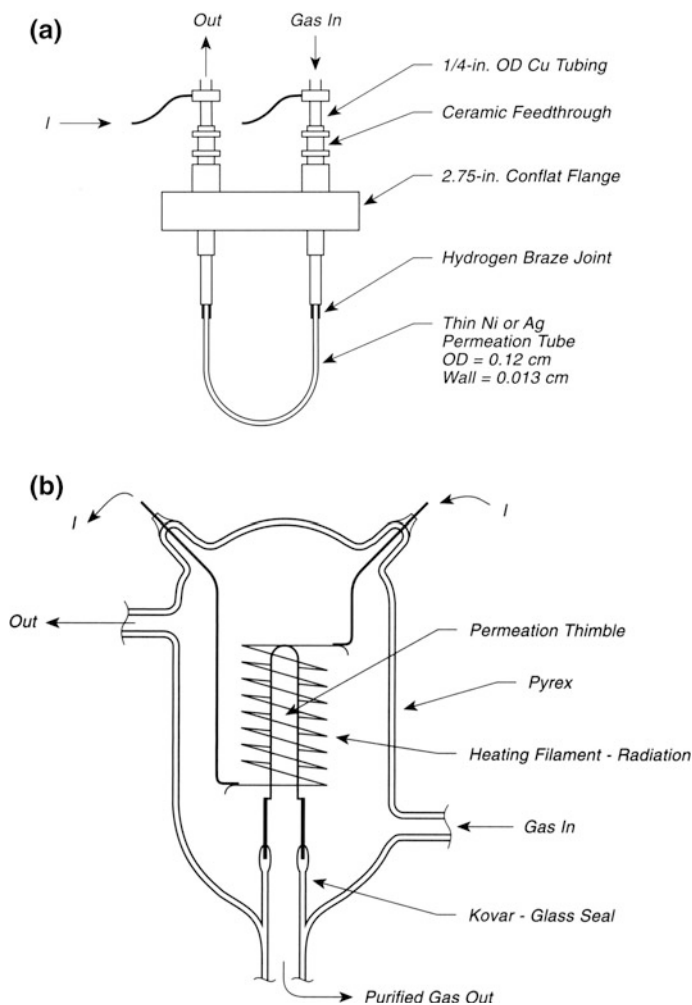 (a)
Out
Gas In
1/4-in. OD Cu Tubing
I
Ceramic Feedthrough
2.75-in. Conflat Flange
Hydrogen Braze Joint
Thin Ni or Ag
Permeation Tube
OD = 0.12 cm
Wall = 0.013 cm
(b)
I
I
Out
Permeation Thimble
Pyrex
Heating Filament - Radiation
Gas In
Kovar - Glass Seal
Purified Gas Out